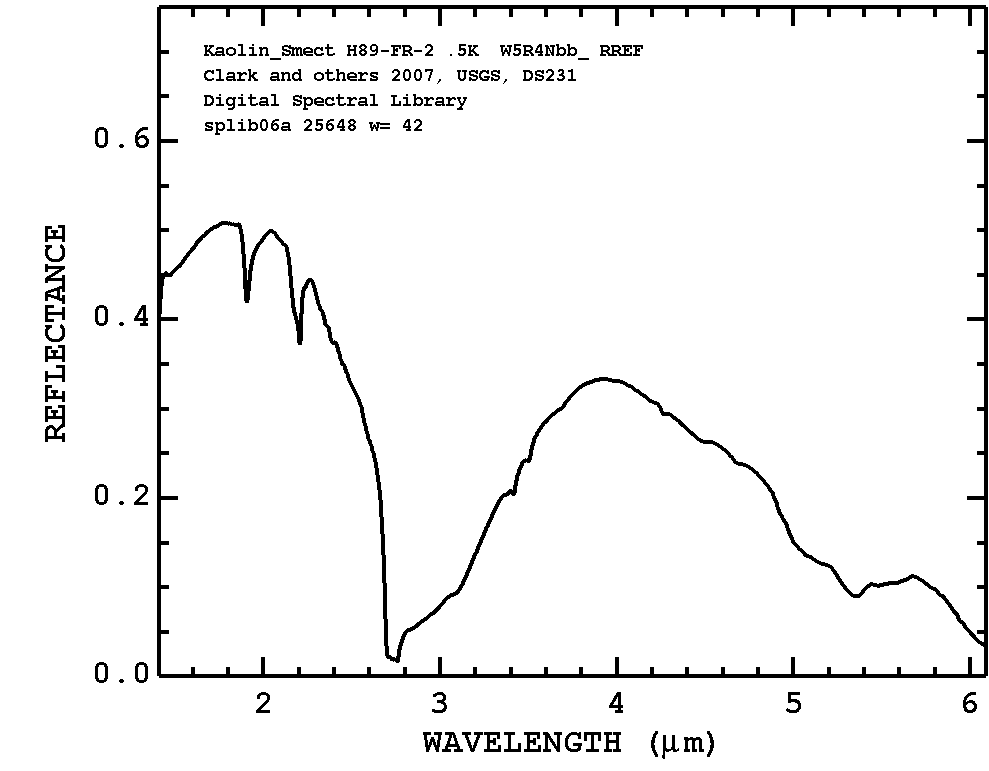 Kaolin_Smect H89-FR-2 .5K W5R4Nbb_ RREF
Clark and others 2007, USGS, DS231
Digital Spectral Library
splib06a 25648 w= 42
REFLECTANCE
0.6
0.4
0.2
0.0
2 3 4 5 6
WAVELENGTH (μm)